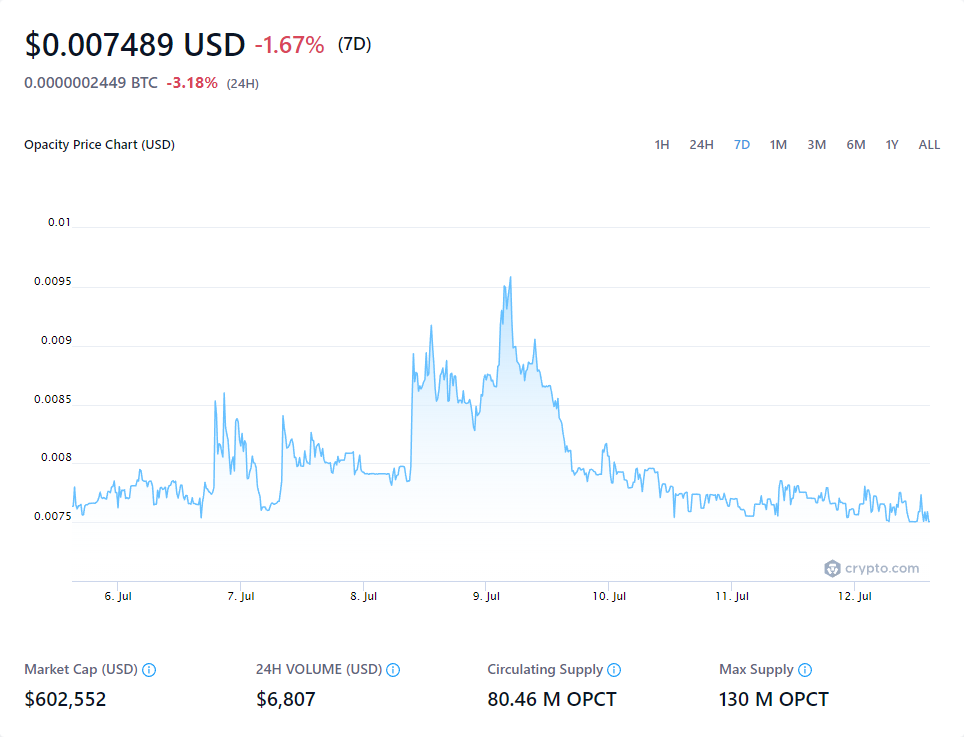 $0.007489 USD -1.67% (7D)
0.0000002449 BTC -3.18% (24H)
Opacity Price Chart (USD) 1H 24H 7D 1M 3M 6M 1Y ALL
0.01
0.0095
0.009
0.0085
0.008
0.0075
crypto.com
6. Jul 7. Jul 8. Jul 9. Jul 10. Jul 11. Jul 12. Jul
Market Cap (USD) 24H VOLUME (USD) Circulating Supply Max Supply
$602,552 $6,807 80.46 M OPCT 130 M OPCT